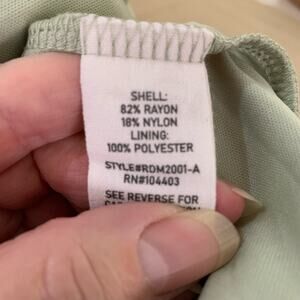 SHELL:
82% RAYON
18% NYLON
LINING:
100% POLYESTER
STYLE#RDM2001-A
RN#104403
SEE REVERSE FOR